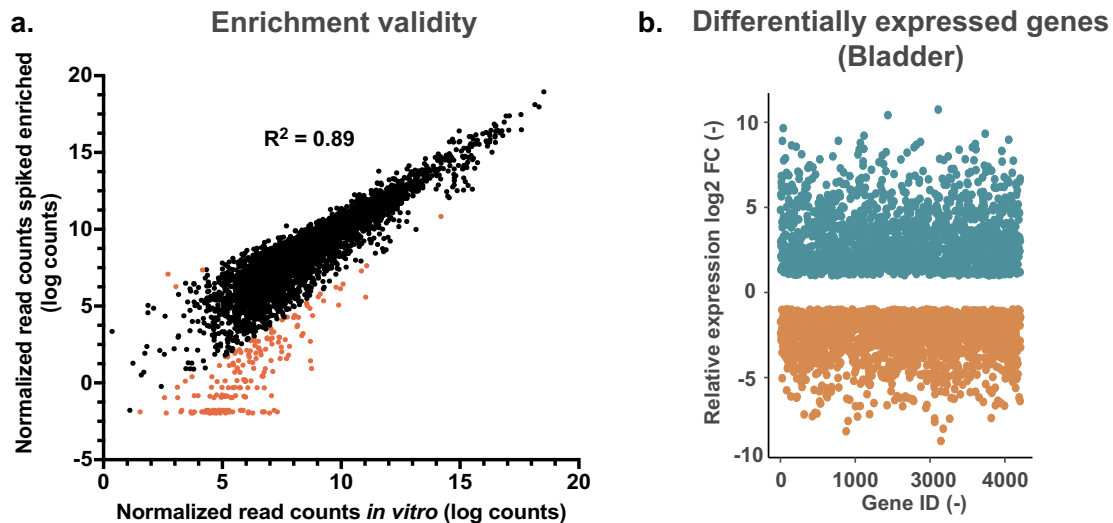 a.
Enrichment validity
Normalized read counts spiked enriched
(log counts)
20
15
10
5
0
-5
R² = 0.89
0
5
10
15
20
Normalized read counts in vitro (log counts)
b.
Differentially expressed genes
(Bladder)
Relative expression log2 FC (-)
10
5
0
-5
-10
0
1000
3000
4000
Gene ID (-)